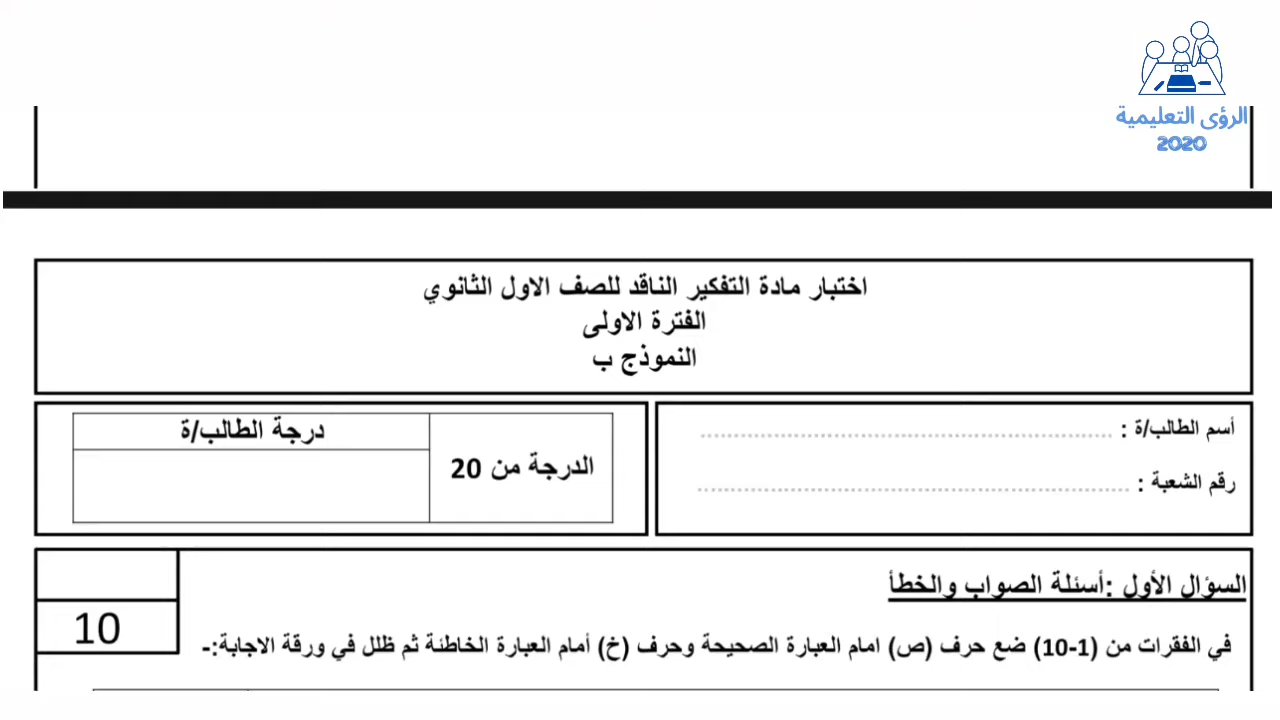 الرؤى التعليمية
2020
اختبار مادة التفكير الناقد للصف الاول الثانوي
الفترة الاولى
النموذج ب
أسم الطالب/ة : ........................................................
رقم الشعبة : ........................................................
درجة الطالب/ة
الدرجة من 20
السؤال الأول :أسئلة الصواب والخطأ
10
في الفقرات من (1-10) ضع حرف (ص) امام العبارة الصحيحة وحرف (خ) أمام العبارة الخاطئة ثم ظلل في ورقة الاجابة:-